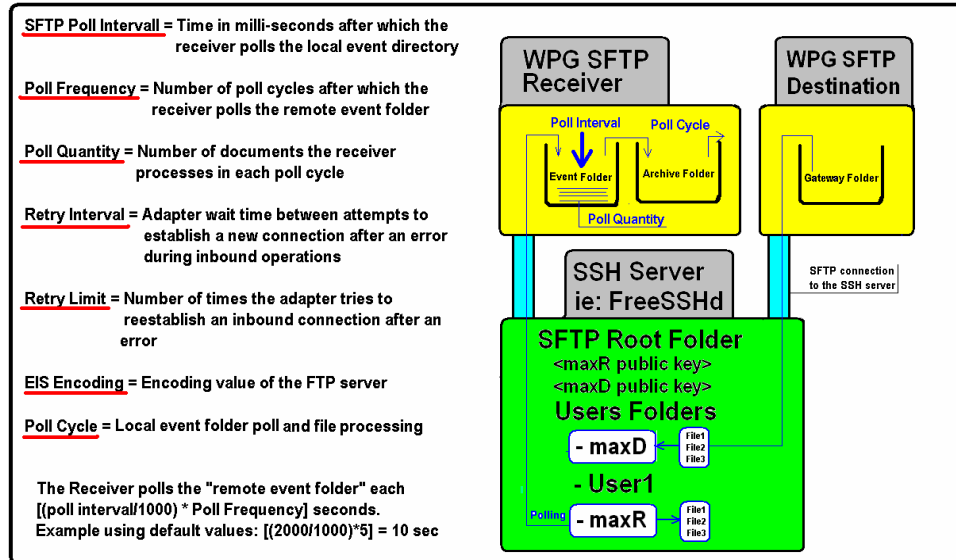 SFTP Poll Intervall = Time in milli-seconds after which the
receiver polls the local event directory
Poll Frequency = Number of poll cycles after which the
receiver polls the remote event folder
Poll Quantity = Number of documents the receiver
processes in each poll cycle
Retry Interval = Adapter wait time between attempts to
establish a new connection after an error
during inbound operations
Retry Limit = Number of times the adapter tries to
reestablish an inbound connection after an
error
EIS Encoding = Encoding value of the FTP server
Poll Cycle = Local event folder poll and file processing
The Receiver polls the "remote event folder" each
[(poll interval/1000) * Poll Frequency] seconds.
Example using default values: [(2000/1000)*5] = 10 sec
WPG SFTP
Receiver
Poll Interval
Poll Cycle
Event Folder
Archive Folder
Poll Quantity
WPG SFTP
Destination
Gateway Folder
SFTP connection
to the SSH server
SSH Server
ie: FreeSSHd
SFTP Root Folder
<maxR public key>
<maxD public key>
Users Folders
- maxD
File1
File2
File3
- User1
Polling
- maxR
File1
File2
File3